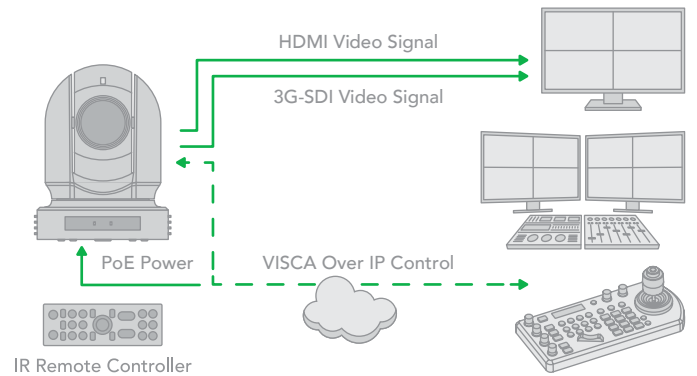 HDMI Video Signal
3G-SDI Video Signal
PoE Power
VISCA Over IP Control
IR Remote Controller